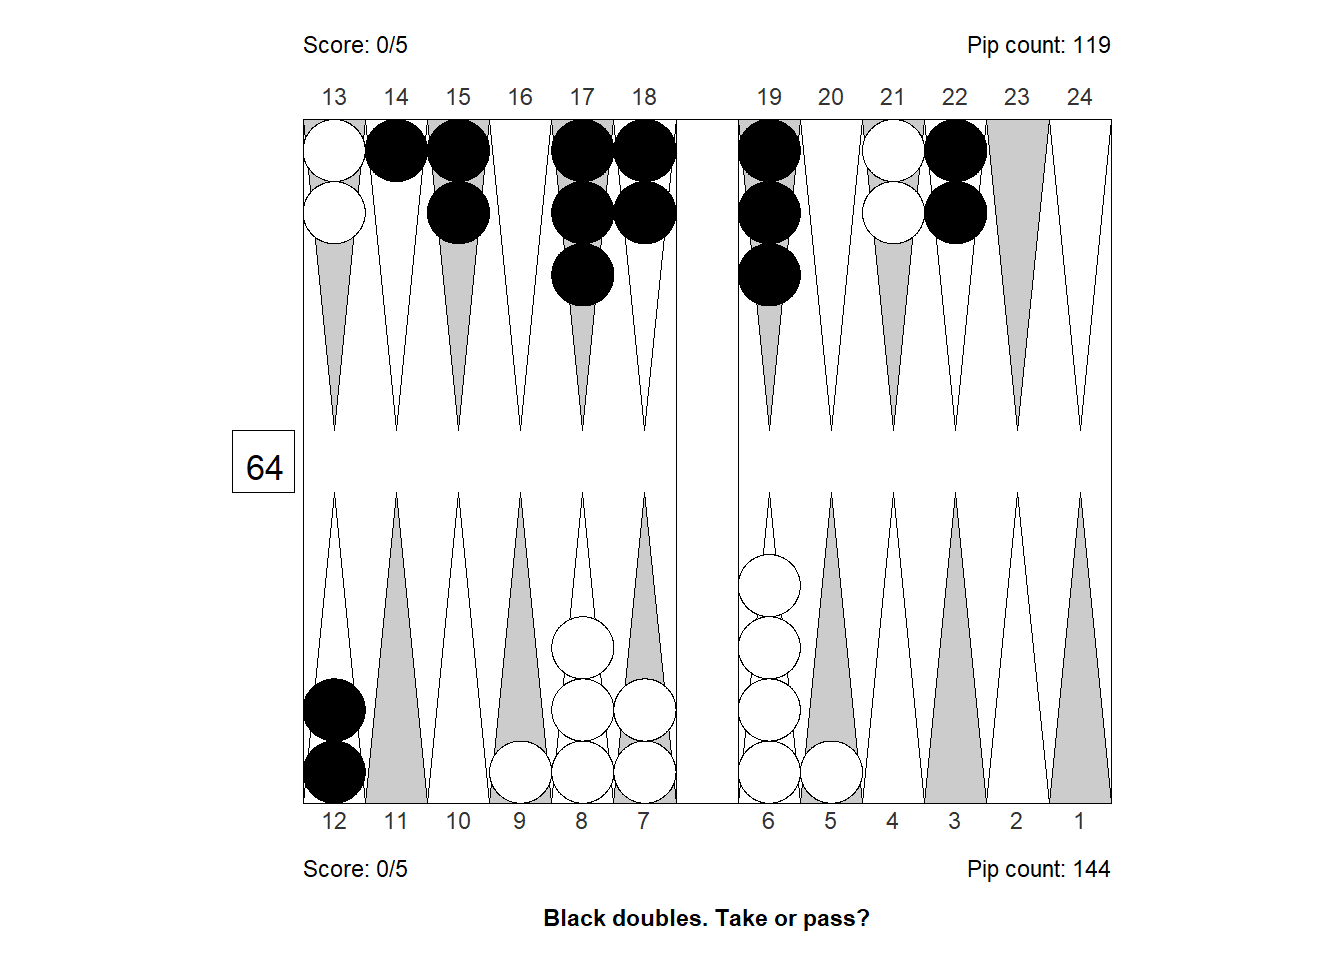 Score: 0/5 Pip count: 119
13 14 15 16 17 18 19 20 21 22 23 24
64
12 11 10 9 8 7 6 5 4 3 2 1
Score: 0/5 Pip count: 144
Black doubles. Take or pass?